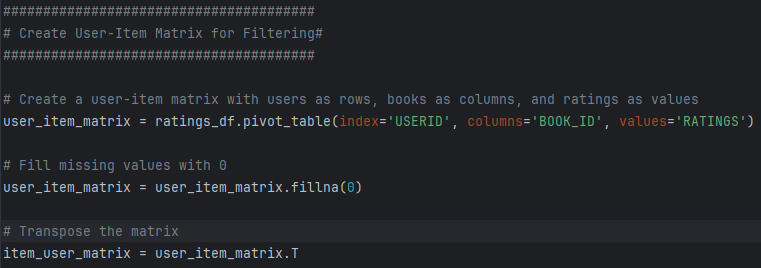 #######################################
# Create User-Item Matrix for Filtering#
#######################################
# Create a user-item matrix with users as rows, books as columns, and ratings as values
user_item_matrix = ratings_df.pivot_table(index='USERID', columns='BOOK_ID', values='RATINGS')
# Fill missing values with 0
user_item_matrix = user_item_matrix.fillna(0)
# Transpose the matrix
item_user_matrix = user_item_matrix.T